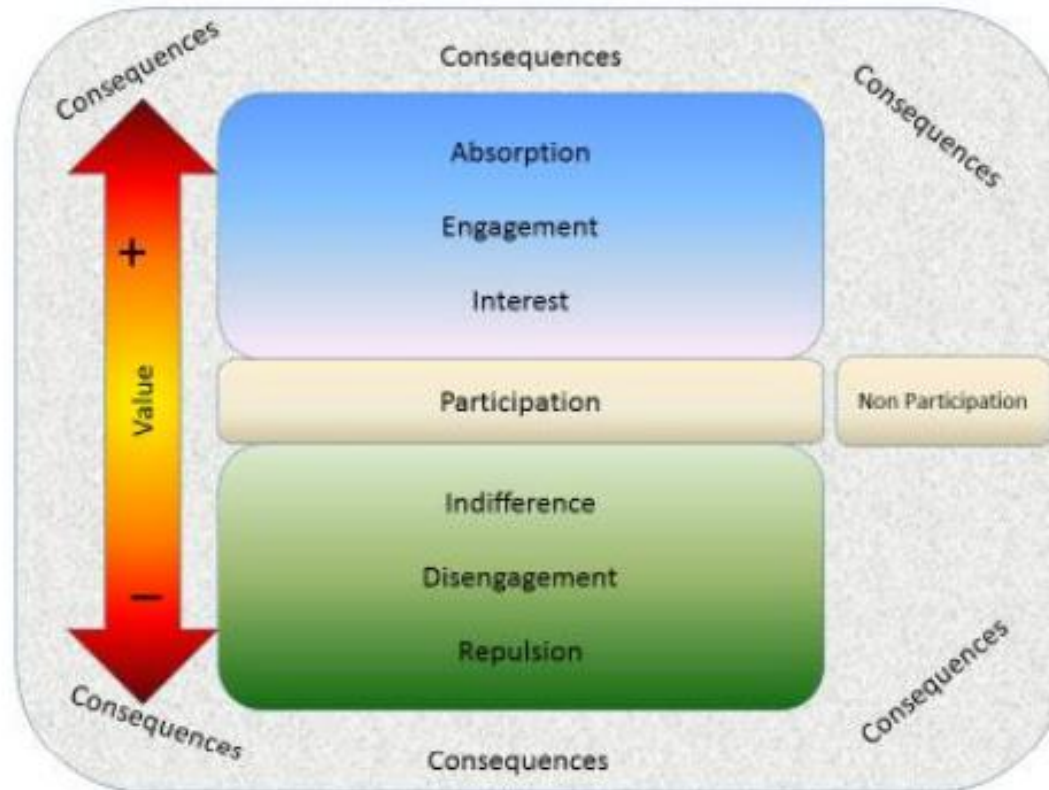 Consequences
Consequences
Consequences
Absorption
+
Engagement
Interest
Value
Participation
Non Participation
Indifference
Disengagement
–
Repulsion
Consequences
Consequences
Consequences